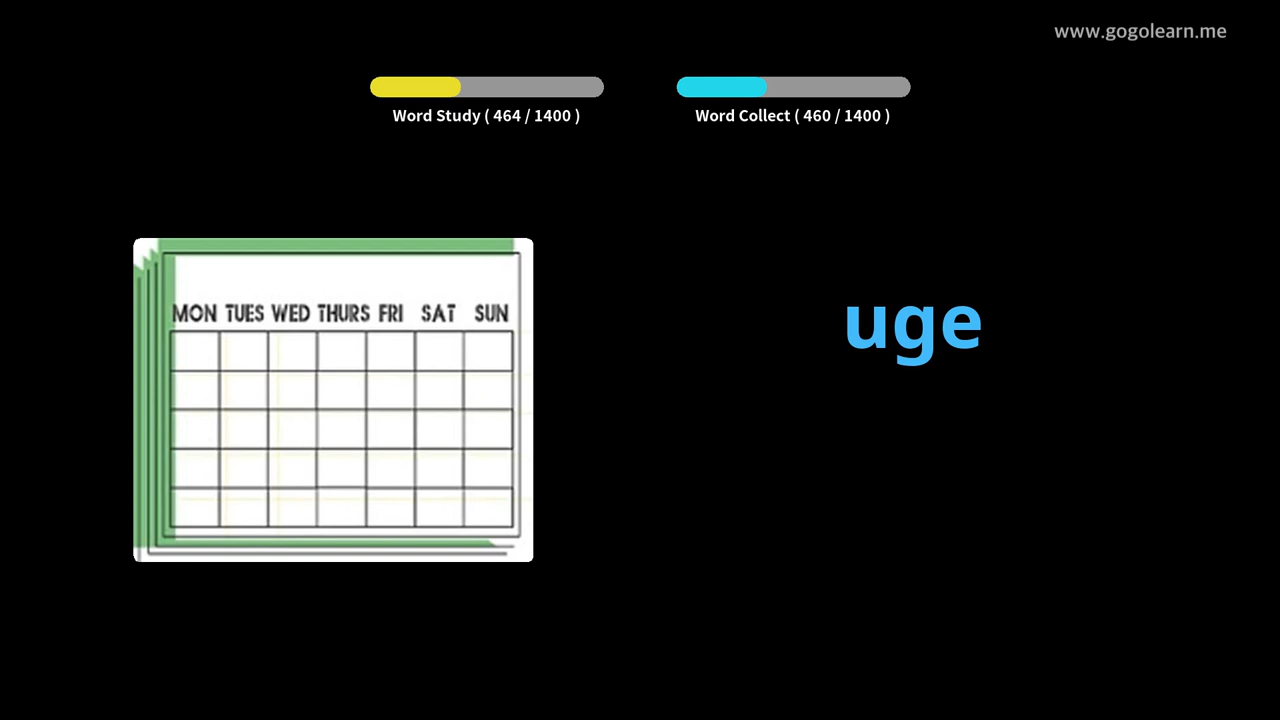 www.gogolearn.me
Word Study ( 464 / 1400 )
Word Collect ( 460 / 1400 )
MON TUES WED THURS FRI SAT SUN
uge